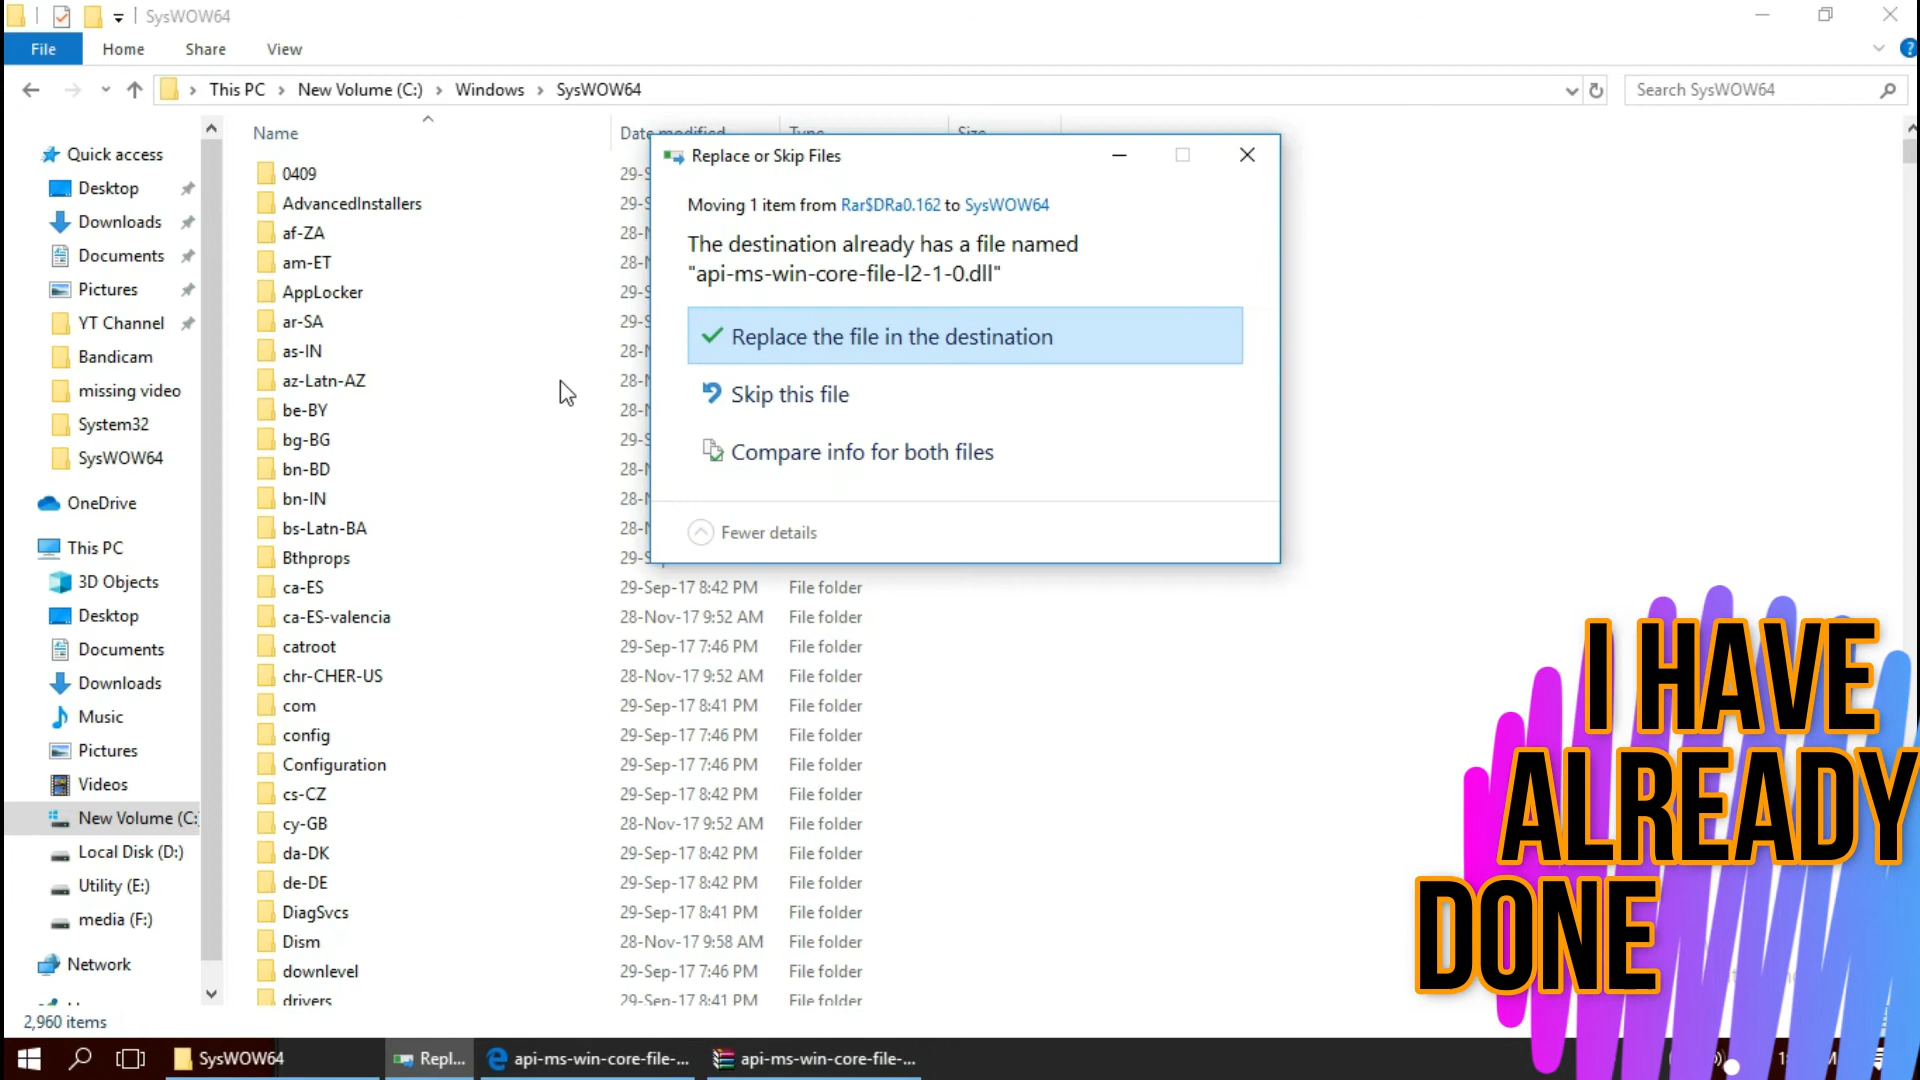 SysWOW64
File
Home
Share
View
This PC
New Volume (C:)
Windows
SysWOW64
Search SysWOW64
Quick access
Desktop
Downloads
Documents
Pictures
YT Channel
Bandicam
missing video
System32
SysWOW64
OneDrive
This PC
3D Objects
Desktop
Documents
Downloads
Music
Pictures
Videos
New Volume (C:
Local Disk (D:)
Utility (E:)
media (F:)
Network
Name
Date modified
Type
Size
0409
AdvancedInstallers
af-ZA
am-ET
AppLocker
ar-SA
as-IN
az-Latn-AZ
be-BY
bg-BG
bn-BD
bn-IN
bs-Latn-BA
Bthprops
ca-ES 29-Sep-17 8:42 PM File folder
ca-ES-valencia 28-Nov-17 9:52 AM File folder
catroot 29-Sep-17 7:46 PM File folder
chr-CHER-US 28-Nov-17 9:52 AM File folder
com 29-Sep-17 8:41 PM File folder
config 29-Sep-17 7:46 PM File folder
Configuration 29-Sep-17 7:46 PM File folder
cs-CZ 29-Sep-17 8:42 PM File folder
cy-GB 28-Nov-17 9:52 AM File folder
da-DK 29-Sep-17 8:42 PM File folder
de-DE 29-Sep-17 8:42 PM File folder
DiagSvcs 29-Sep-17 8:41 PM File folder
Dism 28-Nov-17 9:58 AM File folder
downlevel 29-Sep-17 7:46 PM File folder
drivers 29-Sep-17 8:41 PM File folder
Replace or Skip Files
Moving 1 item from Rar$DRa0.162 to SysWOW64
The destination already has a file named
"api-ms-win-core-file-l2-1-0.dll"
Replace the file in the destination
Skip this file
Compare info for both files
Fewer details
I HAVE
ALREADY
DONE
2,960 items
SysWOW64
Repl...
api-ms-win-core-file-...
api-ms-win-core-file-...